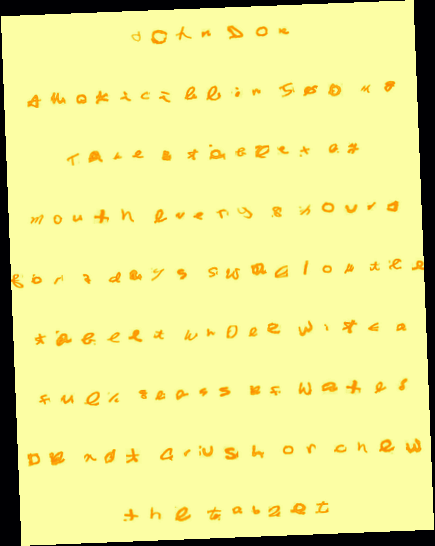 John Doe
Amoxicillin 500 mg
Take 1 tablet by
mouth every 8 hours
for 7 days swallow the
tablet whole with a
full glass of water
Do not crush or chew
the tablet